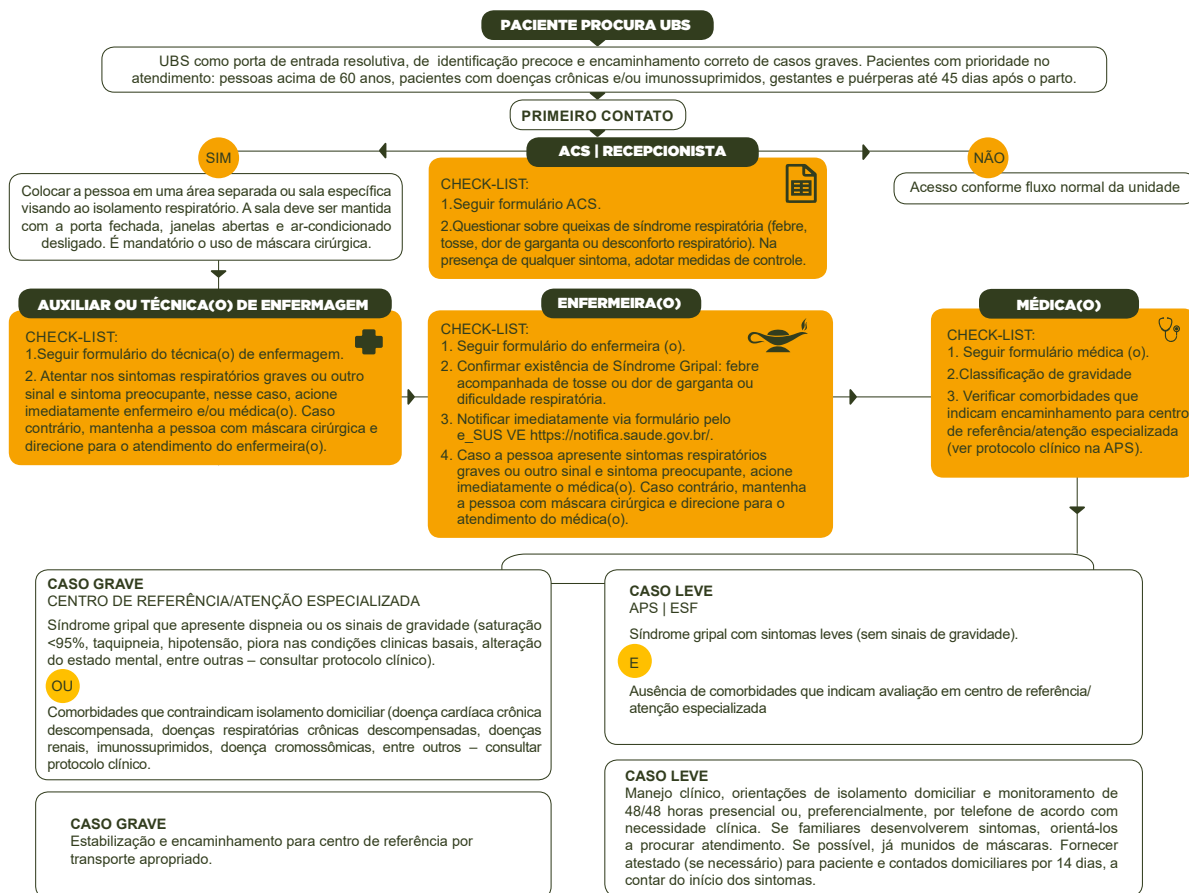 PACIENTE PROCURA UBS
UBS como porta de entrada resolutiva, de identificação precoce e encaminhamento correto de casos graves. Pacientes com prioridade no
atendimento: pessoas acima de 60 anos, pacientes com doenças crônicas e/ou imunossuprimidos, gestantes e puérperas até 45 dias após o parto.
PRIMEIRO CONTATO
SIM
ACS | RECEPCIONISTA
NÃO
Colocar a pessoa em uma área separada ou sala específica
visando ao isolamento respiratório. A sala deve ser mantida
com a porta fechada, janelas abertas e ar-condicionado
desligado. É mandatório o uso de máscara cirúrgica.
CHECK-LIST:
1.Seguir formulário ACS.
2.Questionar sobre queixas de síndrome respiratória (febre,
tosse, dor de garganta ou desconforto respiratório). Na
presença de qualquer sintoma, adotar medidas de controle.
Acesso conforme fluxo normal da unidade
AUXILIAR OU TÉCNICA(O) DE ENFERMAGEM
CHECK-LIST:
1.Seguir formulário do técnica(o) de enfermagem.
2. Atentar nos sintomas respiratórios graves ou outro
sinal e sintoma preocupante, nesse caso, acione
imediatamente enfermeiro e/ou médica(o). Caso
contrário, mantenha a pessoa com máscara cirúrgica e
direcione para o atendimento do enfermeira(o).
ENFERMEIRA(O)
CHECK-LIST:
1. Seguir formulário do enfermeira (o).
2. Confirmar existência de Síndrome Gripal: febre
acompanhada de tosse ou dor de garganta ou
dificuldade respiratória.
3. Notificar imediatamente via formulário pelo
e_SUS VE https://notifica.saude.gov.br/.
4. Caso a pessoa apresente sintomas respiratórios
graves ou outro sinal e sintoma preocupante, acione
imediatamente o médica(o). Caso contrário, mantenha
a pessoa com máscara cirúrgica e direcione para o
atendimento do médica(o).
MÉDICA(O)
CHECK-LIST:
1. Seguir formulário médica (o).
2.Classificação de gravidade
3. Verificar comorbidades que
indicam encaminhamento para centro
de referência/atenção especializada
(ver protocolo clínico na APS).
CASO GRAVE
CENTRO DE REFERÊNCIA/ATENÇÃO ESPECIALIZADA
Síndrome gripal que apresente dispneia ou os sinais de gravidade (saturação
<95%, taquipneia, hipotensão, piora nas condições clinicas basais, alteração
do estado mental, entre outras – consultar protocolo clínico).
OU
Comorbidades que contraindicam isolamento domiciliar (doença cardíaca crônica
descompensada, doenças respiratórias crônicas descompensadas, doenças
renais, imunossuprimidos, doença cromossômicas, entre outros – consultar
protocolo clínico.
CASO LEVE
APS | ESF
Síndrome gripal com sintomas leves (sem sinais de gravidade).
E
Ausência de comorbidades que indicam avaliação em centro de referência/
atenção especializada
CASO GRAVE
Estabilização e encaminhamento para centro de referência por
transporte apropriado.
CASO LEVE
Manejo clínico, orientações de isolamento domiciliar e monitoramento de
48/48 horas presencial ou, preferencialmente, por telefone de acordo com
necessidade clínica. Se familiares desenvolverem sintomas, orientá-los
a procurar atendimento. Se possível, já munidos de máscaras. Fornecer
atestado (se necessário) para paciente e contados domiciliares por 14 dias, a
contar do início dos sintomas.